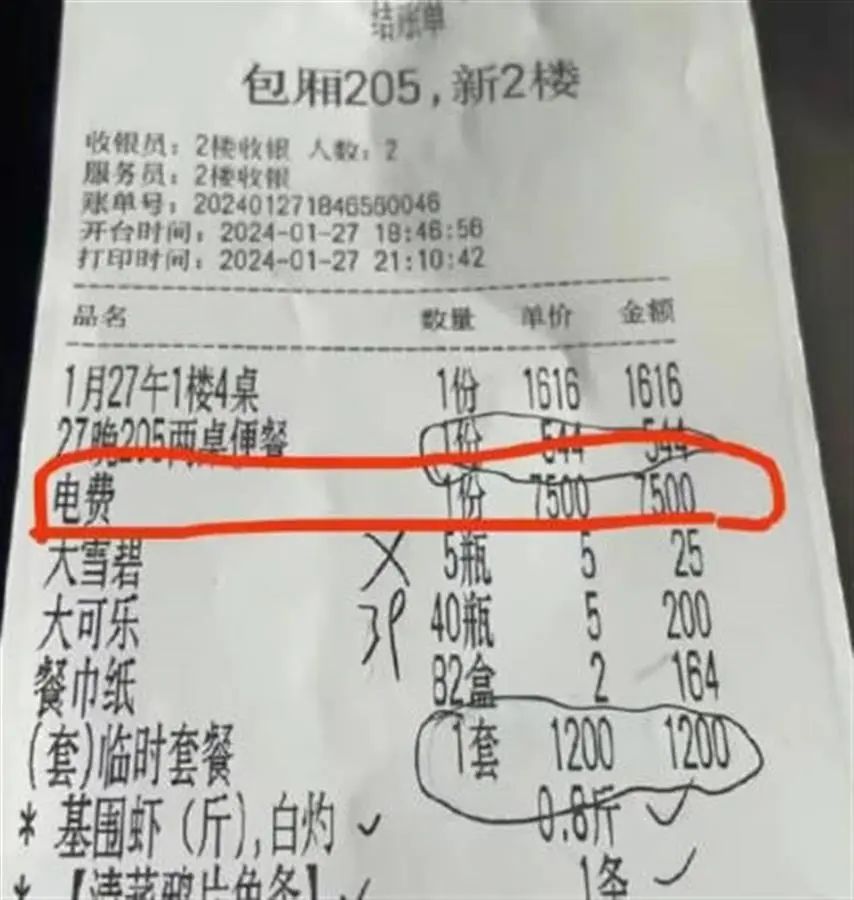 结账单
包厢205,新2楼
收银员: 2楼收银 人数: 2
服务员: 2楼收银
账单号: 202401271846560046
开台时间: 2024-01-27 18:46:56
打印时间: 2024-01-27 21:10:42
品名 数量 单价 金额
1月27午1楼4桌 1份 1616 1616
27晚205两桌便餐 1份 544 544
电费 1份 7500 7500
大雪碧 × 5瓶 5 25
大可乐 40瓶 5 200
餐巾纸 82盒 2 164
(套)临时套餐 1套 1200 1200
* 基围虾(斤),白灼 ✓ 0.8斤 ✓
* 【清蒸鸦片鱼条】 ✓ 1条 ✓